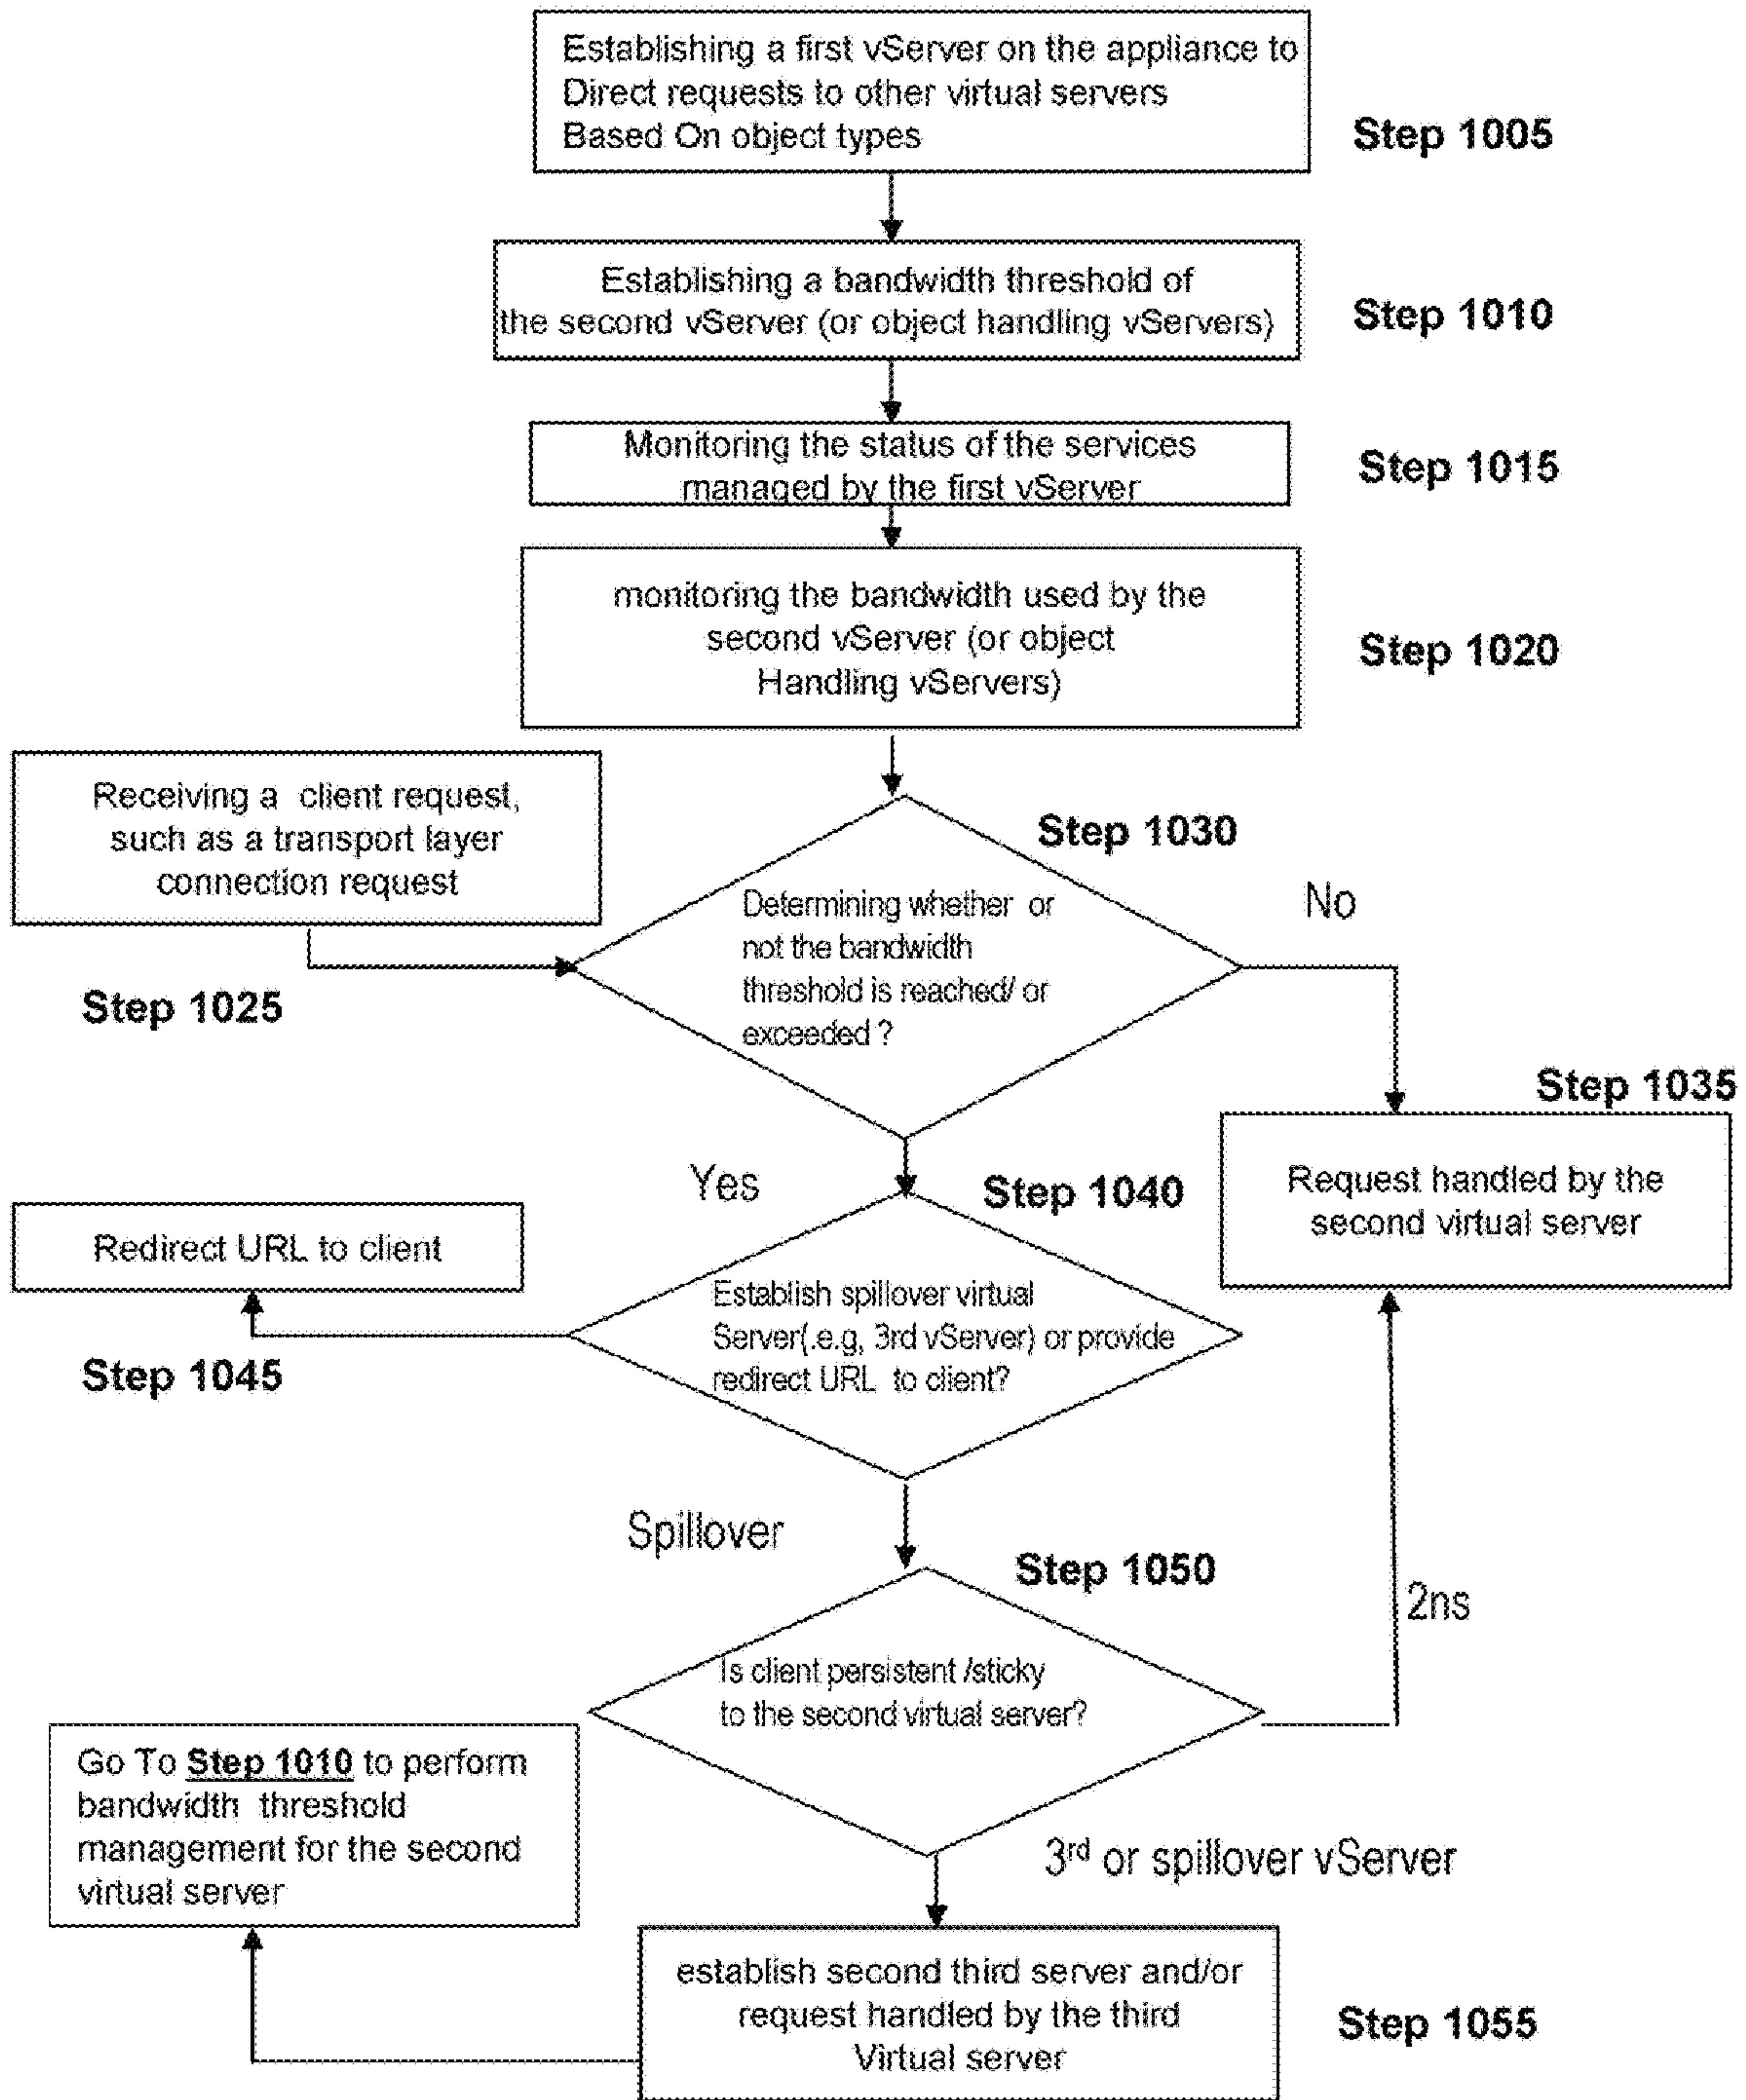 Establishing a first vServer on the appliance to
Direct requests to other virtual servers
Based On object types
Step 1005
Establishing a bandwidth threshold of
the second vServer (or object handling vServers)
Step 1010
Monitoring the status of the services
managed by the first vServer
Step 1015
monitoring the bandwidth used by the
second vServer (or object
Handling vServers)
Step 1020
Receiving a client request,
such as a transport layer
connection request
Step 1025
Step 1030
Determining whether or
not the bandwidth
threshold is reached/ or
exceeded ?
No
Step 1035
Request handled by the
second virtual server
Yes
Step 1040
Establish spillover virtual
Server(.e.g, 3rd vServer) or provide
redirect URL to client?
Redirect URL to client
Step 1045
Spillover
Step 1050
Is client persistent /sticky
to the second virtual server?
2ns
3rd or spillover vServer
Go To Step 1010 to perform
bandwidth threshold
management for the second
virtual server
establish second third server and/or
request handled by the third
Virtual server
Step 1055